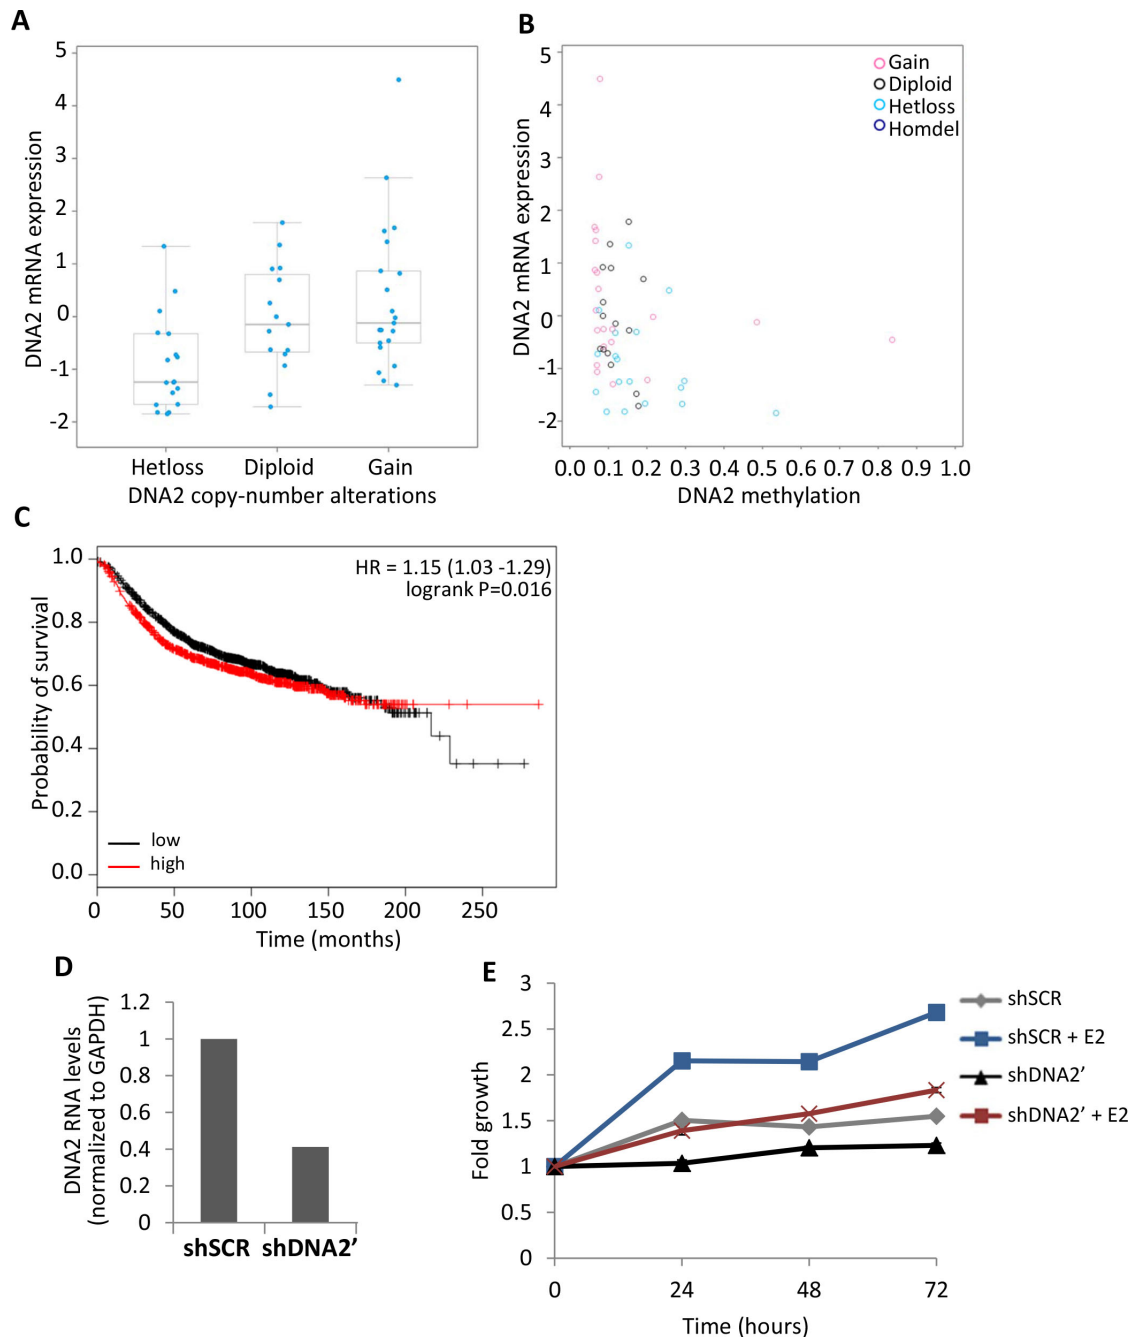 A
5
4
3
2
1
0
-1
-2
DNA2 mRNA expression
Hetloss Diploid Gain
DNA2 copy-number alterations
B
5
4
3
2
1
0
-1
-2
DNA2 mRNA expression
Gain
Diploid
Hetloss
Homdel
0.0 0.1 0.2 0.3 0.4 0.5 0.6 0.7 0.8 0.9 1.0
DNA2 methylation
C
HR = 1.15 (1.03 -1.29)
logrank P=0.016
1.0
0.8
0.6
0.4
0.2
0.0
Probability of survival
low
high
0 50 100 150 200 250
Time (months)
D
1.2
1
0.8
0.6
0.4
0.2
0
DNA2 RNA levels
(normalized to GAPDH)
shSCR shDNA2’
E
3
2.5
2
1.5
1
0.5
0
Fold growth
shSCR
shSCR + E2
shDNA2’
shDNA2’ + E2
0 24 48 72
Time (hours)